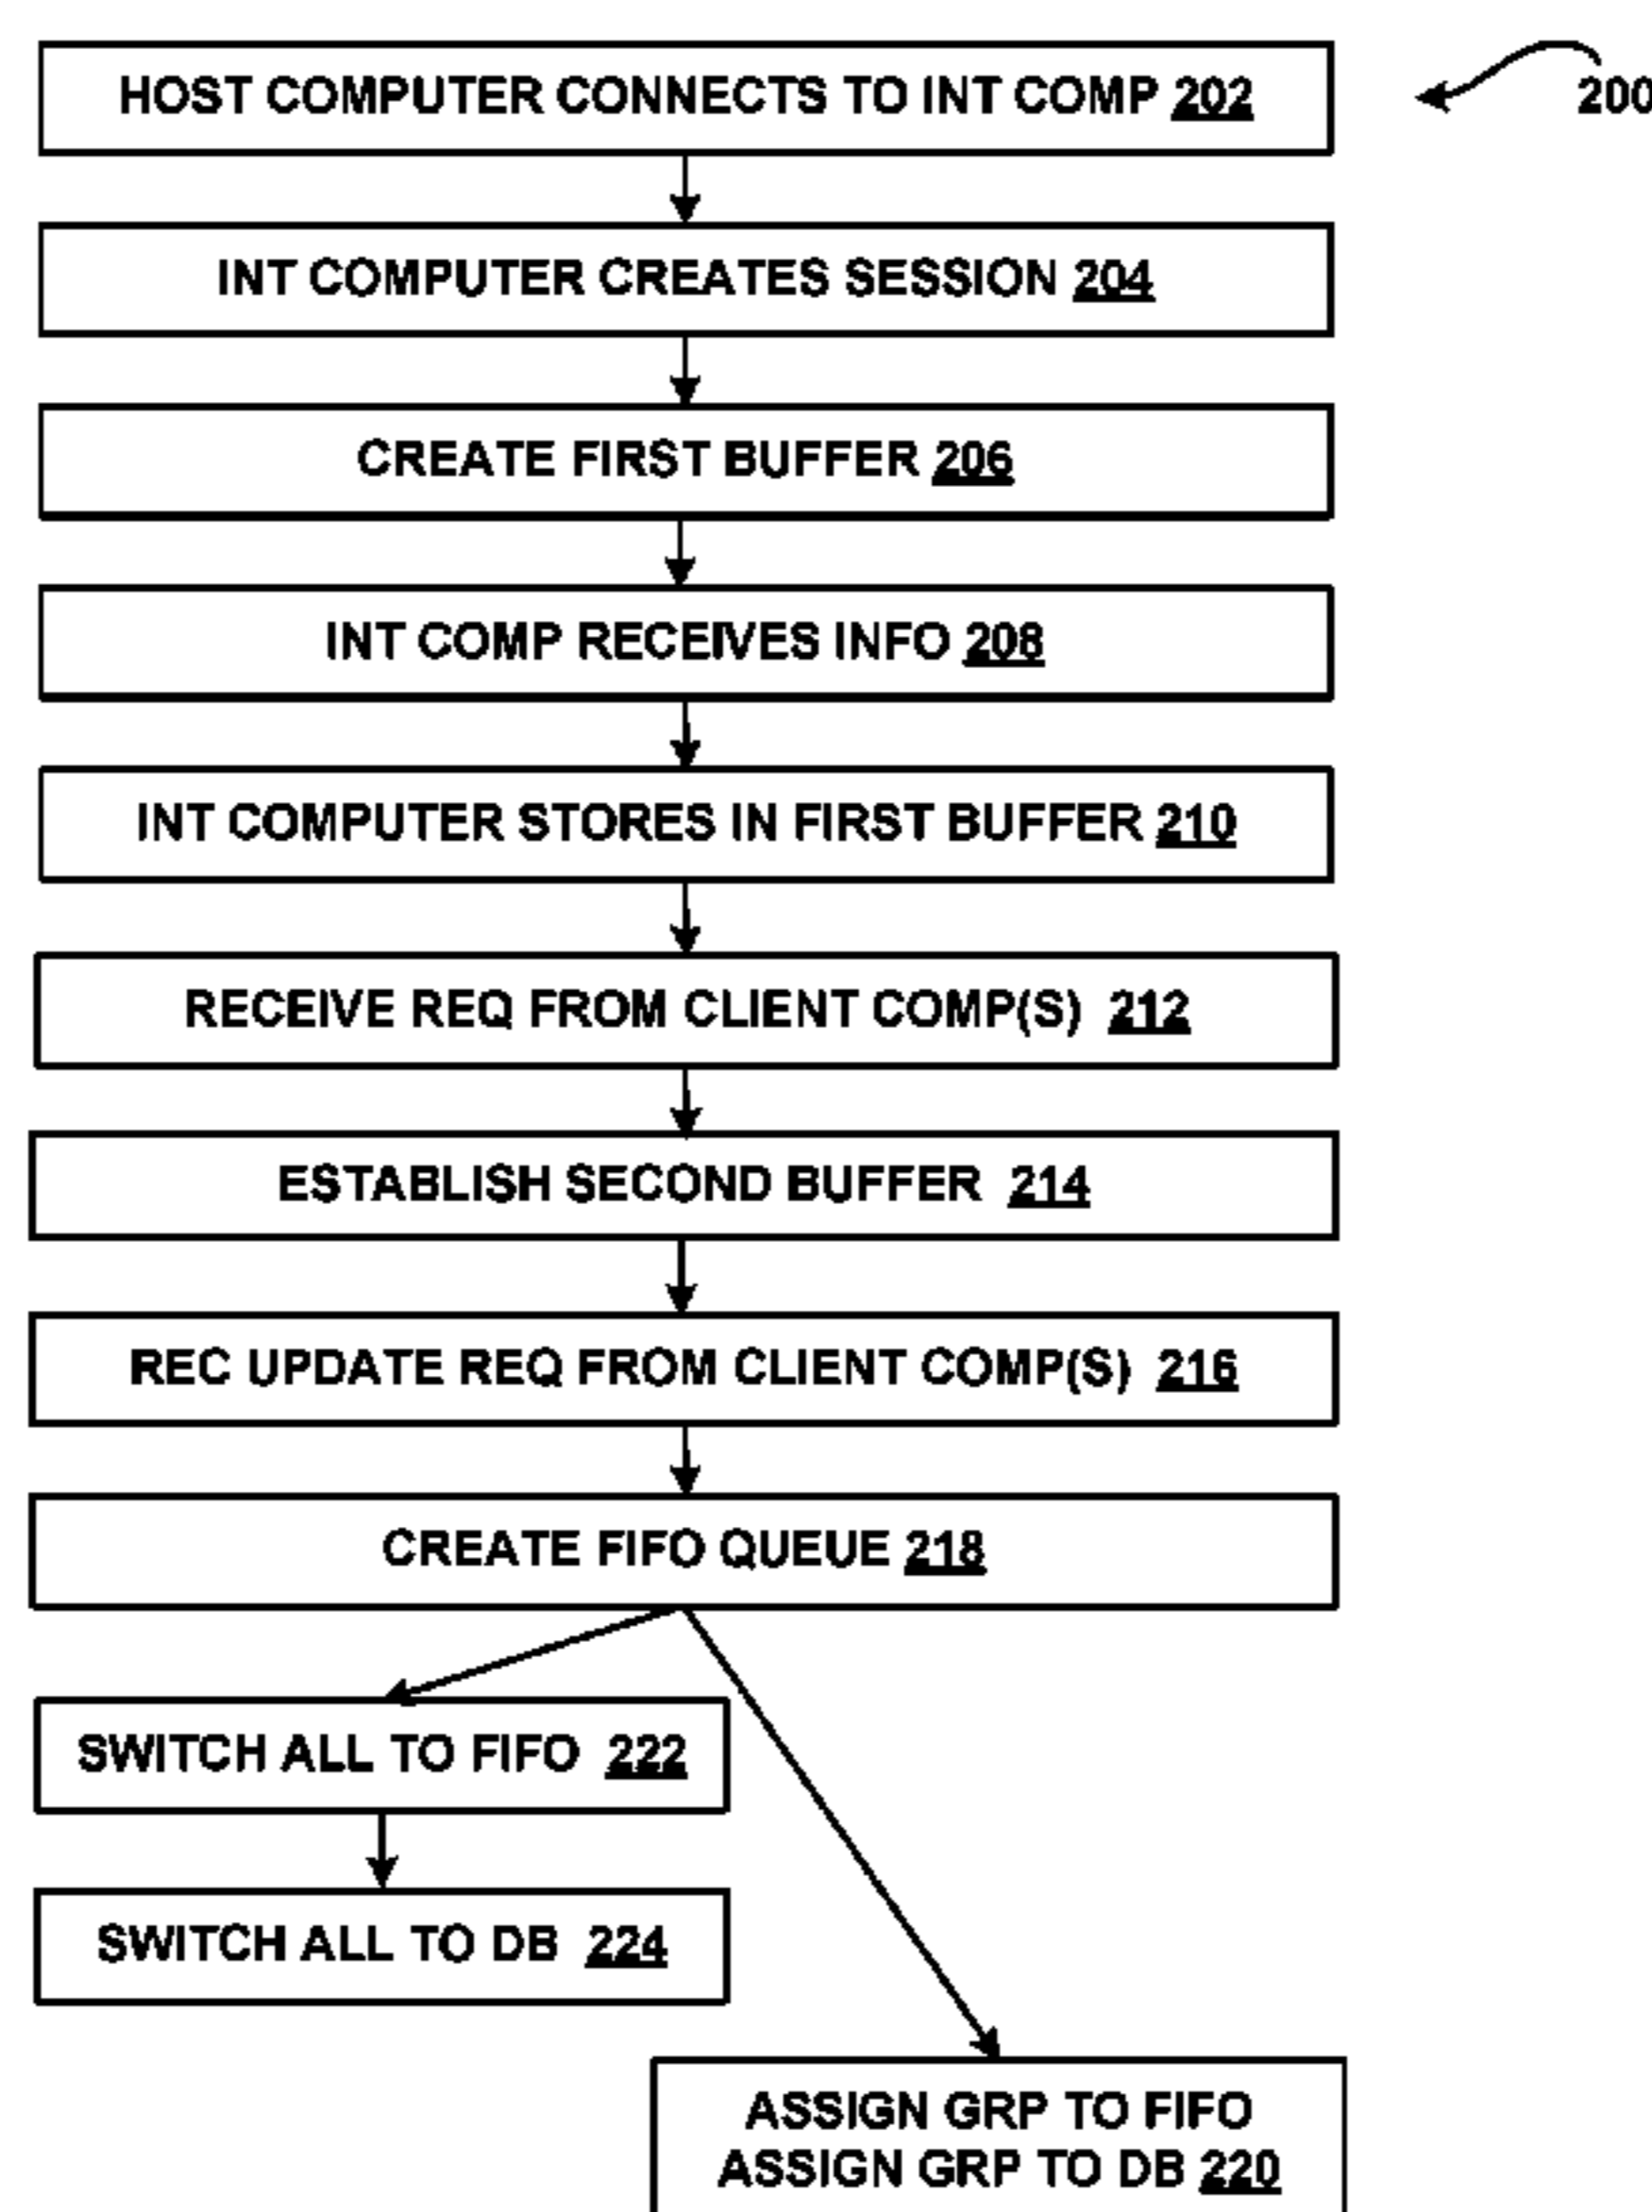 HOST COMPUTER CONNECTS TO INT COMP 202
200
INT COMPUTER CREATES SESSION 204
CREATE FIRST BUFFER 206
INT COMP RECEIVES INFO 208
INT COMPUTER STORES IN FIRST BUFFER 210
RECEIVE REQ FROM CLIENT COMP(S) 212
ESTABLISH SECOND BUFFER 214
REC UPDATE REQ FROM CLIENT COMP(S) 216
CREATE FIFO QUEUE 218
SWITCH ALL TO FIFO 222
SWITCH ALL TO DB 224
ASSIGN GRP TO FIFO
ASSIGN GRP TO DB 220